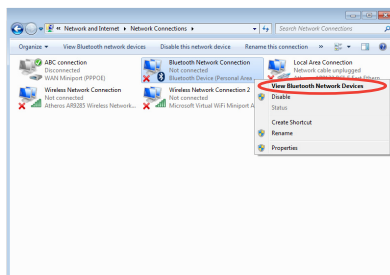 Network and Internet ▸ Network Connections ▸
Search Network Connections
Organize
View Bluetooth network devices
Disable this network device
Rename this connection
»
ABC connection
Disconnected
WAN Miniport (PPPOE)
Bluetooth Network Connection
Not connected
Bluetooth Device (Personal Area
Local Area Connection
Network cable unplugged
Wireless Network Connection
Not connected
Atheros AR9285 Wireless Network...
Wireless Network Connection 2
Not connected
Microsoft Virtual WiFi Miniport A
View Bluetooth Network Devices
Disable
Status
Create Shortcut
Rename
Properties